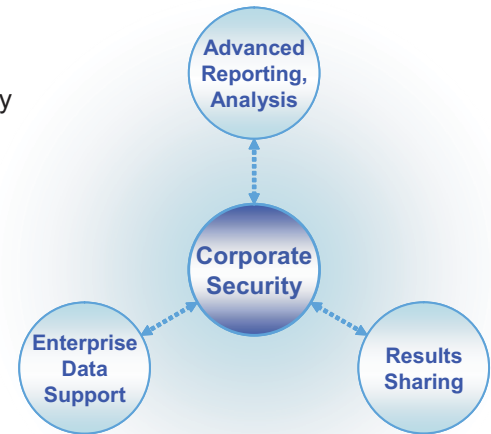 Advanced
Reporting,
Analysis
y
Corporate
Security
Enterprise
Data
Support
Results
Sharing